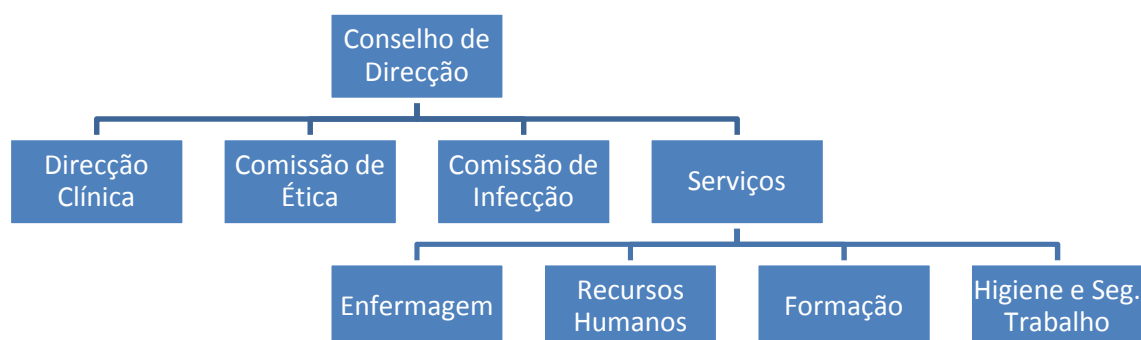 Conselho de
Direcção
Direcção
Clínica
Comissão de
Ética
Comissão de
Infecção
Serviços
Enfermagem
Recursos
Humanos
Formação
Higiene e Seg.
Trabalho